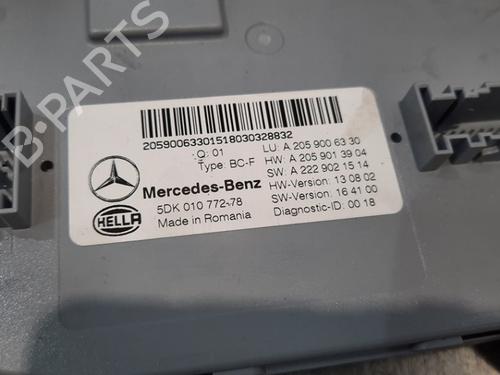 B-PARTS
20590063301518030328832
Q: 01
LU: A 205 900 63 30
Type: BC-F
HW: A 205 901 39 04
SW: A 222 902 15 14
Mercedes-Benz
HW-Version: 13 08 02
HELLA
5DK 010 772-78
SW-Version: 16 41 00
Made in Romania
Diagnostic-ID: 00 18